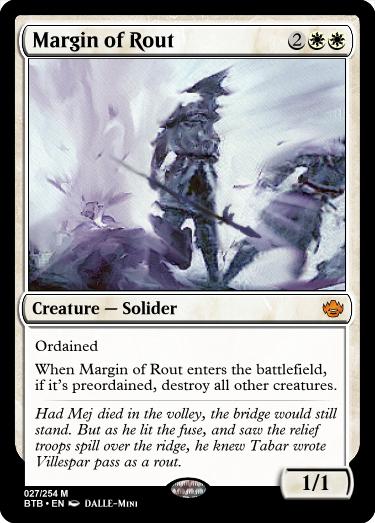 Margin of Rout 2
Creature — Solider
Ordained
When Margin of Rout enters the battlefield,
if it's preordained, destroy all other creatures.
Had Mej died in the volley, the bridge would still
stand. But as he lit the fuse, and saw the relief
troops spill over the ridge, he knew Tabar wrote
Villespar pass as a rout.
1/1
027/254 M
BTB • EN DALLE-Mini